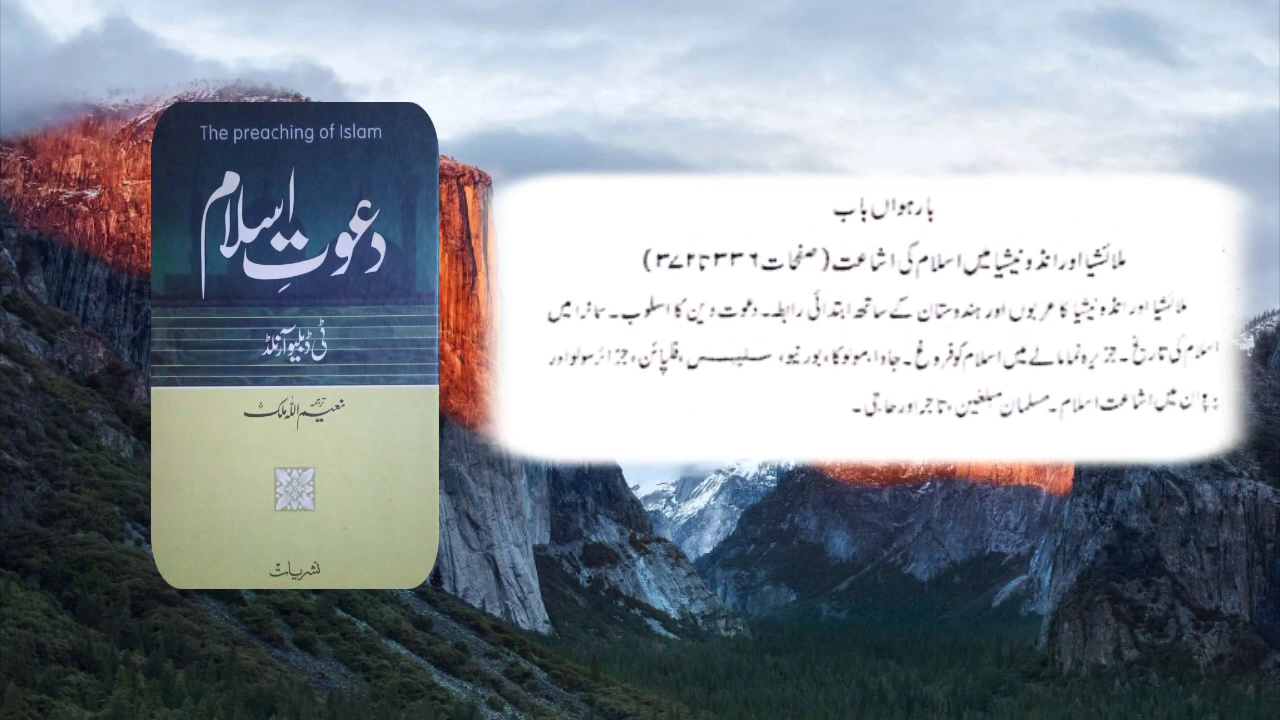 The preaching of Islam
دعوتِ اسلام
ٹی ڈبلیو آرنلڈ
ترجمہ
نعیم اللہ ملک
نشریات
بارہواں باب
ملائشیا اور انڈونیشیا میں اسلام کی اشاعت (صفحات ۳۳۶ تا ۳۷۲)
ملائشیا اور انڈونیشیا کا عربوں اور ہندوستان کے ساتھ ابتدائی رابطہ۔ دعوت دین کا اسلوب۔ سماٹرا میں
اسلام کی تاریخ۔ جزیرہ نما مالے میں اسلام کو فروغ۔ جاوا، مولوکا، بورنیو، سلیبس، فلپائن، جزائر سولو اور
میں اشاعت اسلام۔ مسلمان مبلغین، تاجر اور حاجی۔